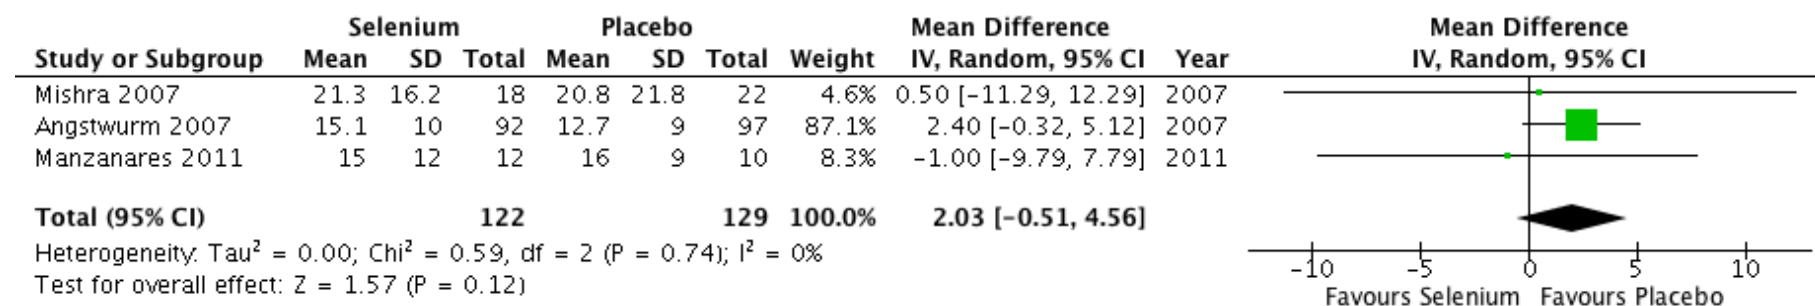 Selenium Placebo Mean Difference Mean Difference
Study or Subgroup Mean SD Total Mean SD Total Weight IV, Random, 95% CI Year IV, Random, 95% CI
Mishra 2007 21.3 16.2 18 20.8 21.8 22 4.6% 0.50 [-11.29, 12.29] 2007
Angstwurm 2007 15.1 10 92 12.7 9 97 87.1% 2.40 [-0.32, 5.12] 2007
Manzanares 2011 15 12 12 16 9 10 8.3% -1.00 [-9.79, 7.79] 2011
Total (95% CI) 122 129 100.0% 2.03 [-0.51, 4.56]
Heterogeneity: Tau² = 0.00; Chi² = 0.59, df = 2 (P = 0.74); I² = 0%
Test for overall effect: Z = 1.57 (P = 0.12)
-10 -5 0 5 10
Favours Selenium Favours Placebo